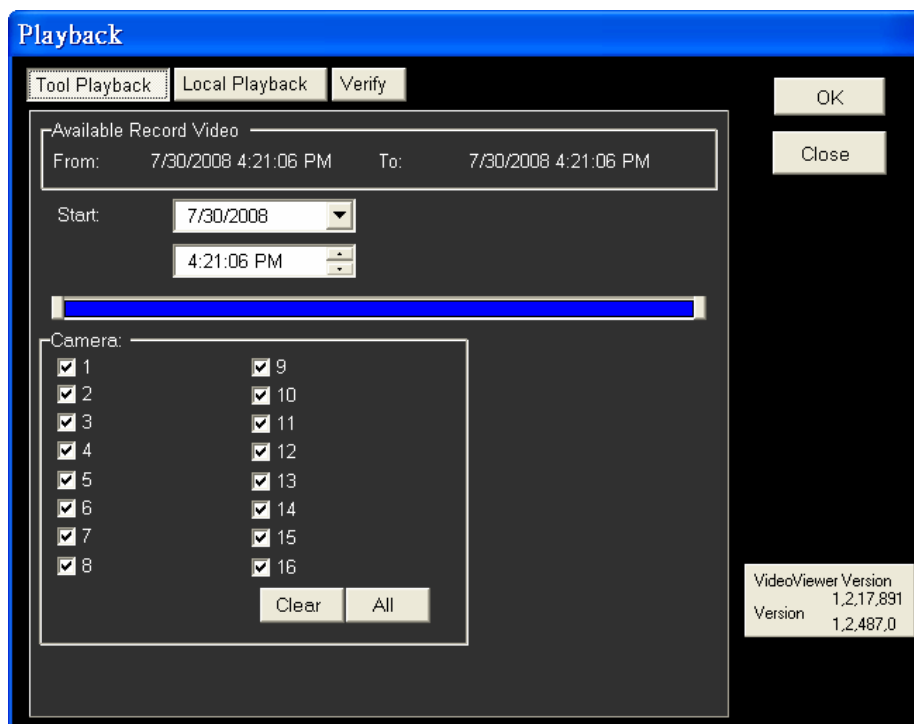 Playback
Tool Playback Local Playback Verify
OK
Close
Available Record Video
From: 7/30/2008 4:21:06 PM To: 7/30/2008 4:21:06 PM
Start: 7/30/2008
4:21:06 PM
Camera:
1 9
2 10
3 11
4 12
5 13
6 14
7 15
8 16
Clear All
VideoViewer Version
1,2,17,891
Version
1,2,487,0